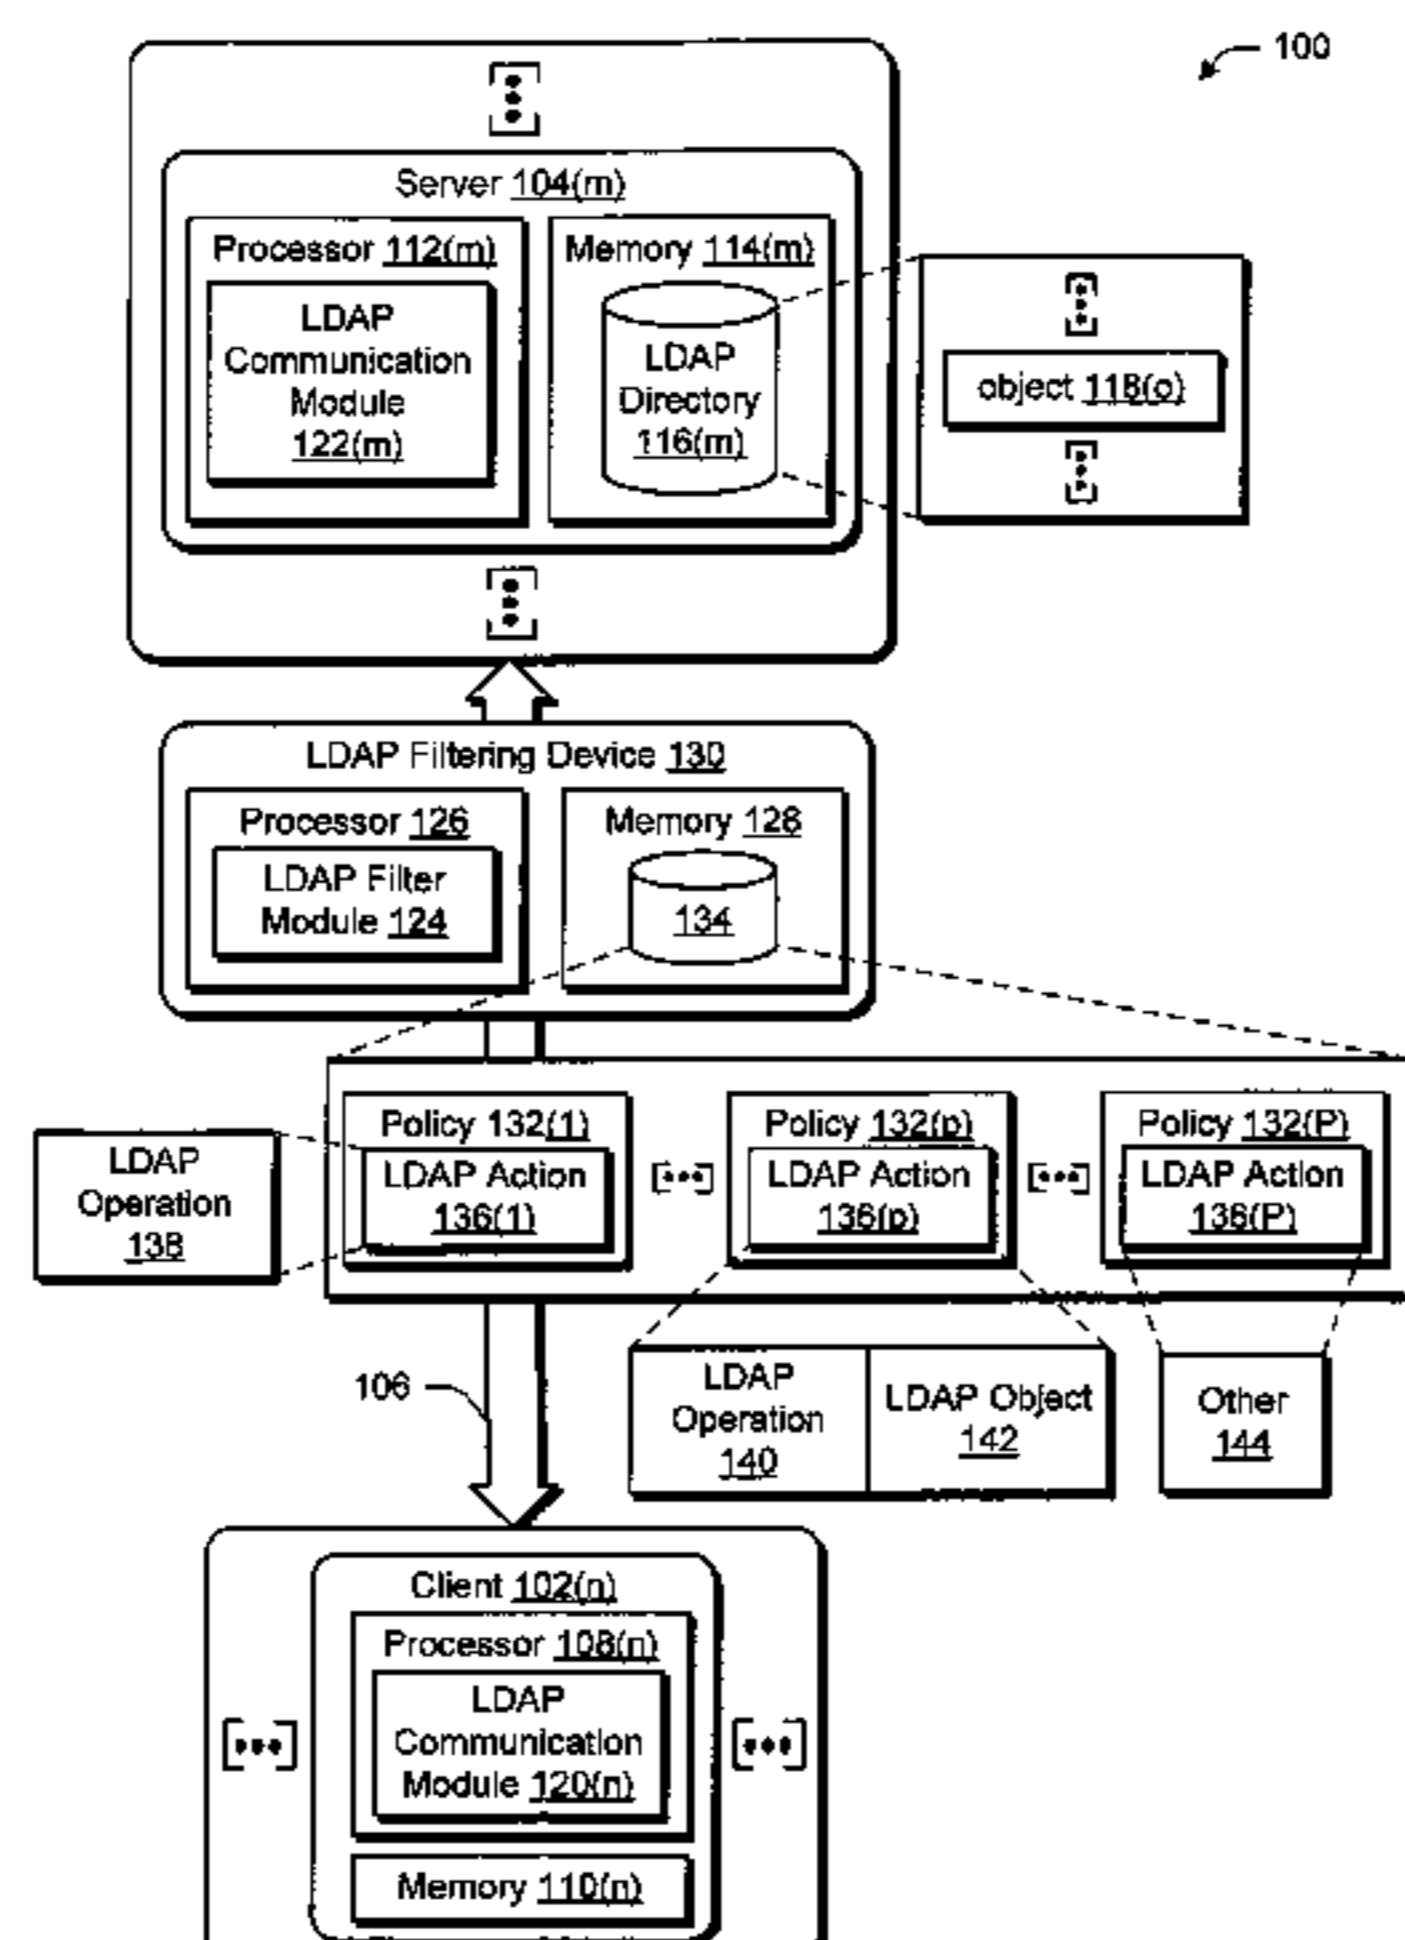 100
Server 104(m)
Processor 112(m)
LDAP
Communication
Module
122(m)
Memory 114(m)
LDAP
Directory
116(m)
object 118(o)
LDAP Filtering Device 130
Processor 126
LDAP Filter
Module 124
Memory 128
134
Policy 132(1)
LDAP Action
136(1)
Policy 132(p)
LDAP Action
136(p)
Policy 132(P)
LDAP Action
136(P)
LDAP
Operation
138
106
LDAP
Operation
140
LDAP Object
142
Other
144
Client 102(n)
Processor 108(n)
LDAP
Communication
Module 120(n)
Memory 110(n)